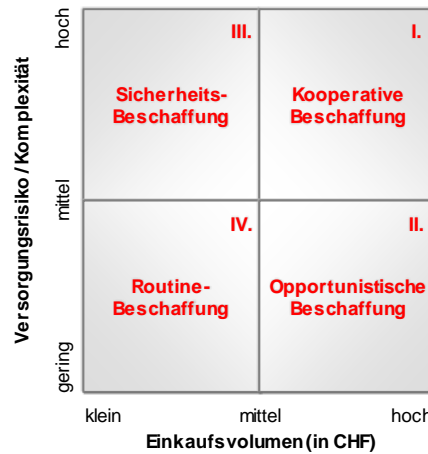 Versorgungsrisiko / Komplexität
hoch
mittel
gering
III.
Sicherheits-
Beschaffung
I.
Kooperative
Beschaffung
IV.
Routine-
Beschaffung
II.
Opportunistische
Beschaffung
klein
mittel
hoch
Einkaufsvolumen (in CHF)